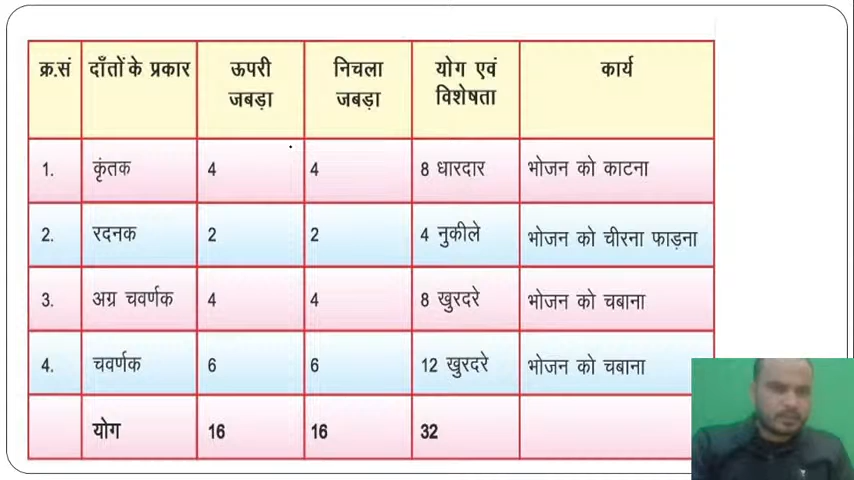 क्र.सं दाँतों के प्रकार ऊपरी जबड़ा निचला जबड़ा योग एवं विशेषता कार्य
1. कृंतक 4 4 8 धारदार भोजन को काटना
2. रदनक 2 2 4 नुकीले भोजन को चीरना फाड़ना
3. अग्र चवर्णक 4 4 8 खुरदरे भोजन को चबाना
4. चवर्णक 6 6 12 खुरदरे भोजन को चबाना
योग 16 16 32